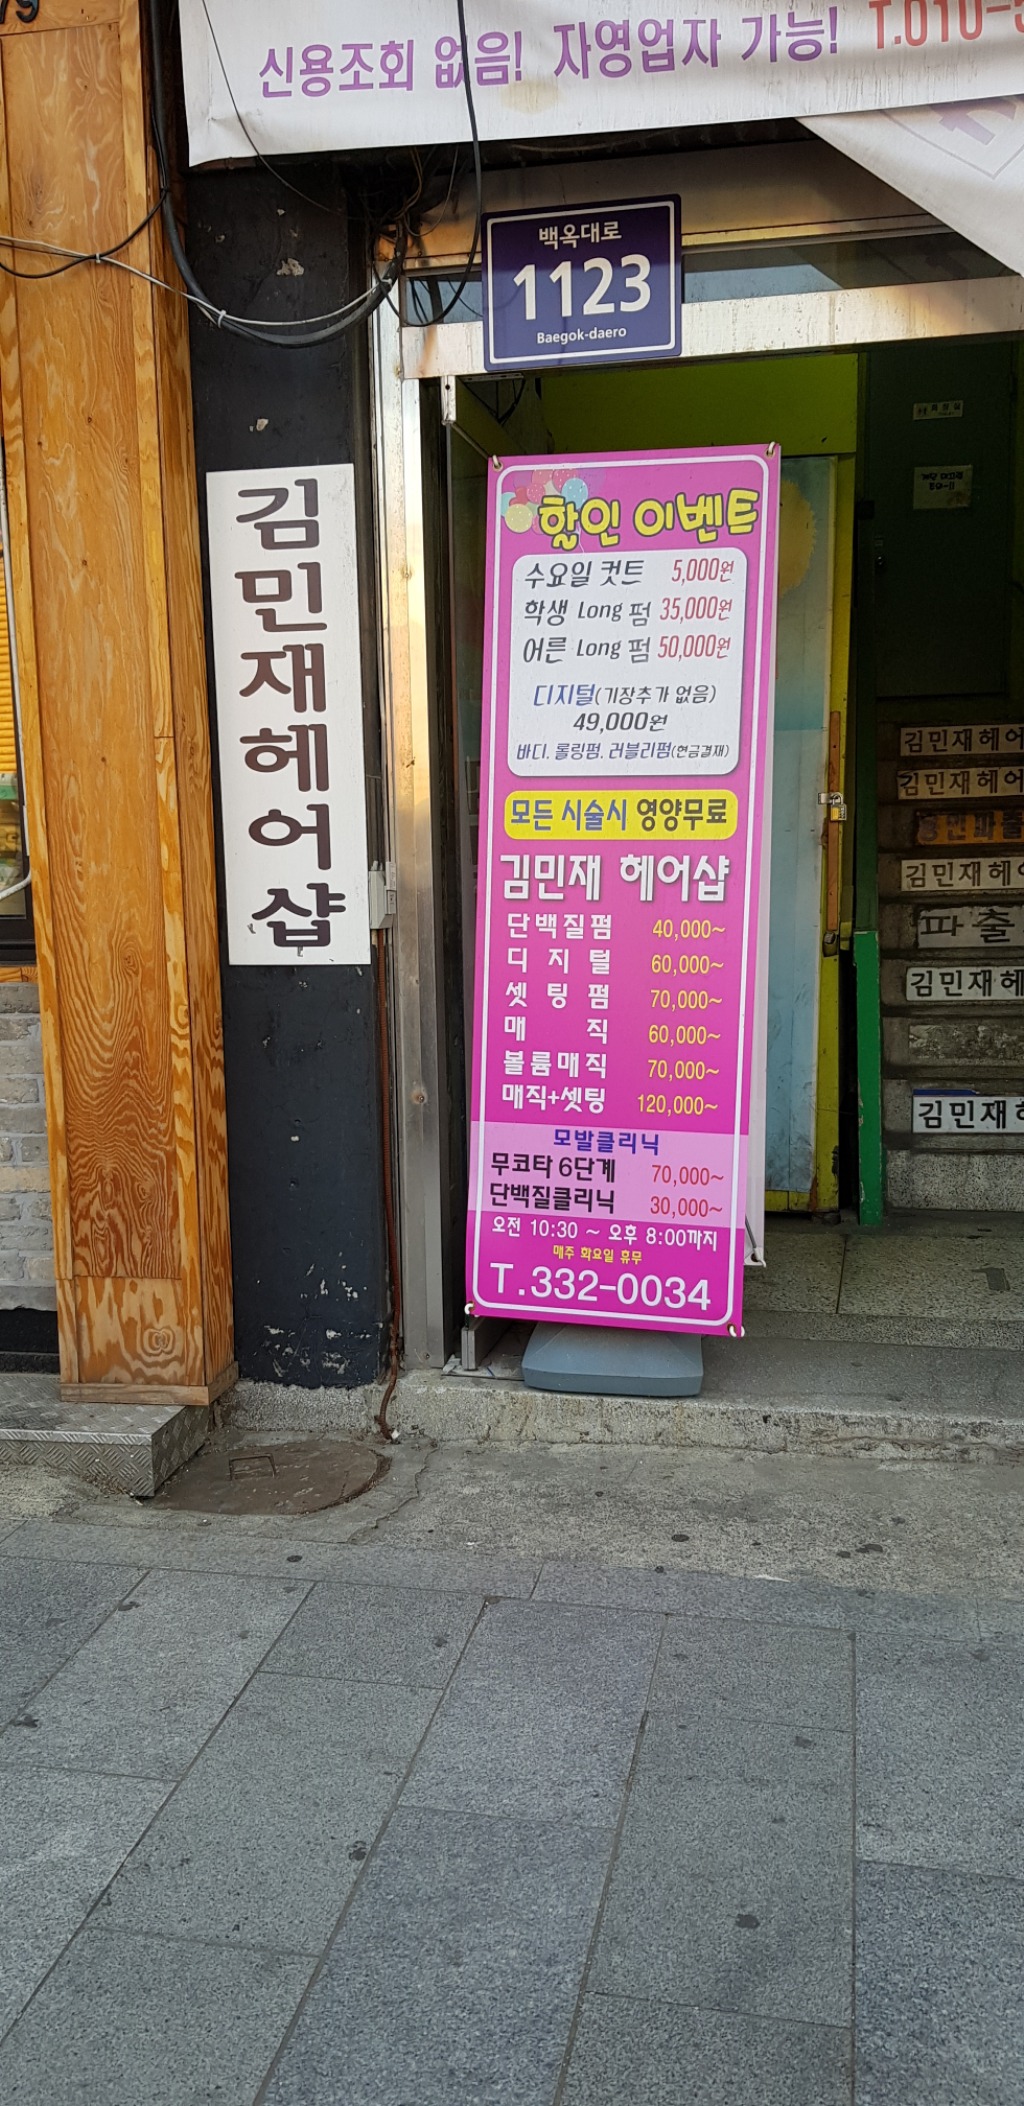 신용조회 없음! 자영업자 가능! T.010-
백옥대로
1123
Baegok-daero
김민재헤어샵
할인 이벤트
수요일 컷트 5,000원
학생 Long 펌 35,000원
어른 Long 펌 50,000원
디지털(기장추가 없음)
49,000원
바디. 롤링펌. 러블리펌(현금결재)
모든 시술시 영양무료
김민재 헤어샵
단백질펌 40,000~
디지털 60,000~
셋팅펌 70,000~
매직 60,000~
볼륨매직 70,000~
매직+셋팅 120,000~
모발클리닉
무코타 6단계 70,000~
단백질클리닉 30,000~
오전 10:30 ~ 오후 8:00까지
매주 화요일 휴무
T.332-0034
김민재헤어
김민재헤어
김민재헤어
파출
김민재헤
김민재